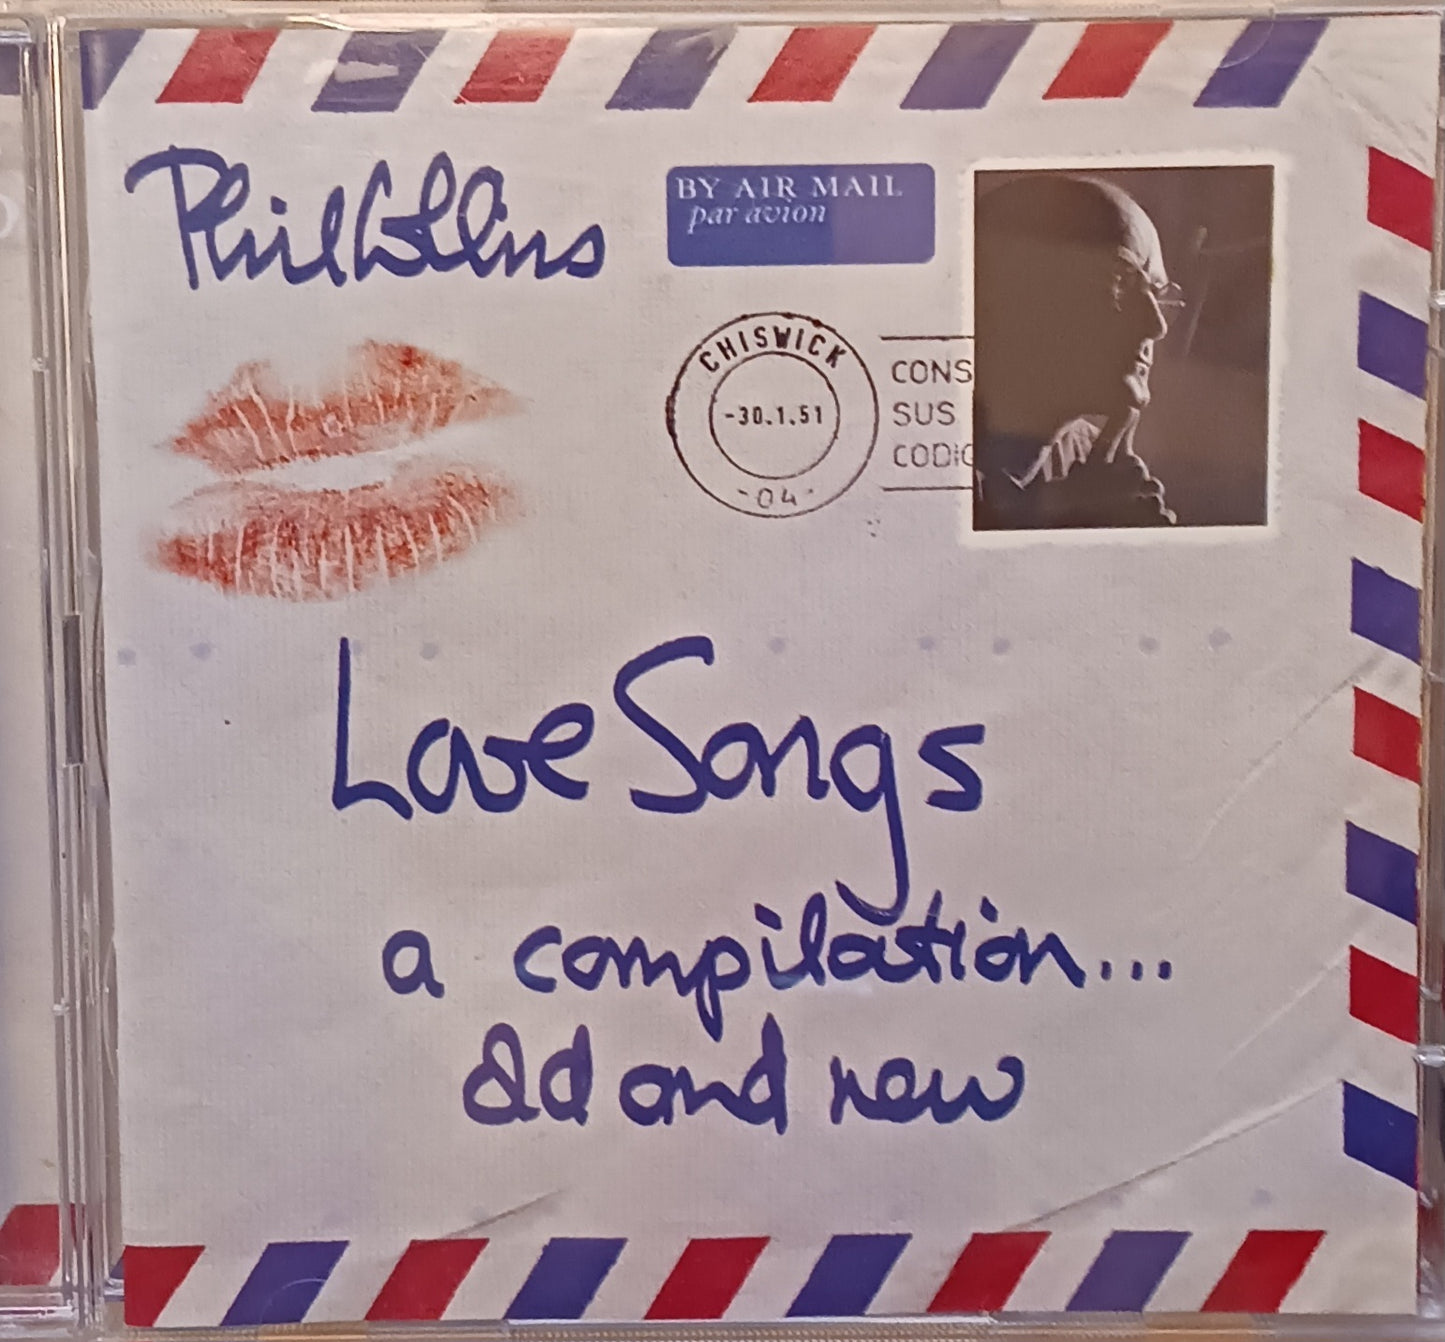 Phil Collins
BY AIR MAIL
par avion
CHISWICK
-30.1.51
-04-
CONS
SUS
CODIC
Love Songs
a compilation...
Old and new